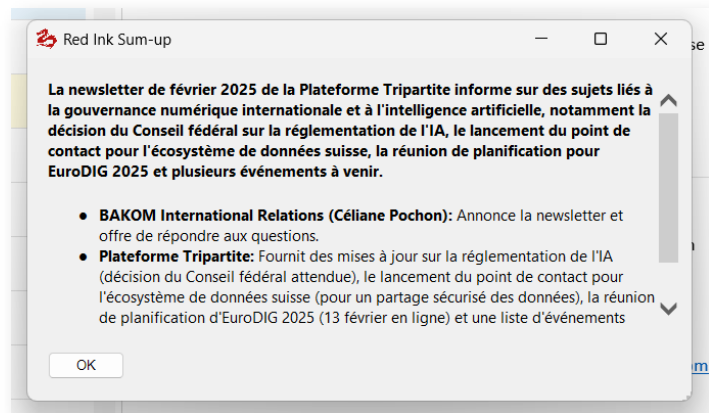 Red Ink Sum-up
se
La newsletter de février 2025 de la Plateforme Tripartite informe sur des sujets liés à
la gouvernance numérique internationale et à l'intelligence artificielle, notamment la
décision du Conseil fédéral sur la réglementation de l'IA, le lancement du point de
contact pour l'écosystème de données suisse, la réunion de planification pour
EuroDIG 2025 et plusieurs événements à venir.
● BAKOM International Relations (Céliane Pochon): Annonce la newsletter et
offre de répondre aux questions.
● Plateforme Tripartite: Fournit des mises à jour sur la réglementation de l'IA
(décision du Conseil fédéral attendue), le lancement du point de contact pour
l'écosystème de données suisse (pour un partage sécurisé des données), la réunion
de planification d'EuroDIG 2025 (13 février en ligne) et une liste d'événements
OK
om